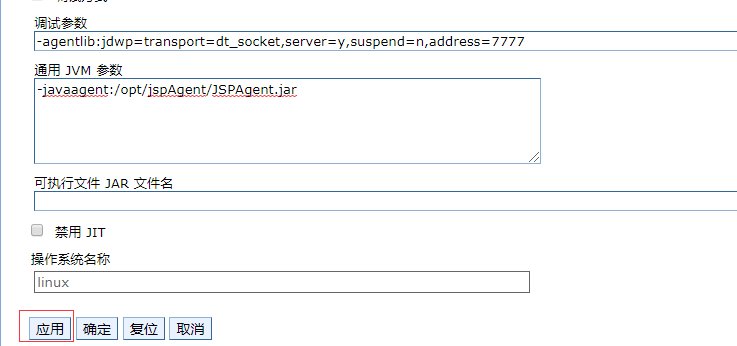 调试参数
-agentlib:jdwp=transport=dt_socket,server=y,suspend=n,address=7777
通用 JVM 参数
-javaagent:/opt/jspAgent/JSPAgent.jar
可执行文件 JAR 文件名
禁用 JIT
操作系统名称
linux
应用 确定 复位 取消